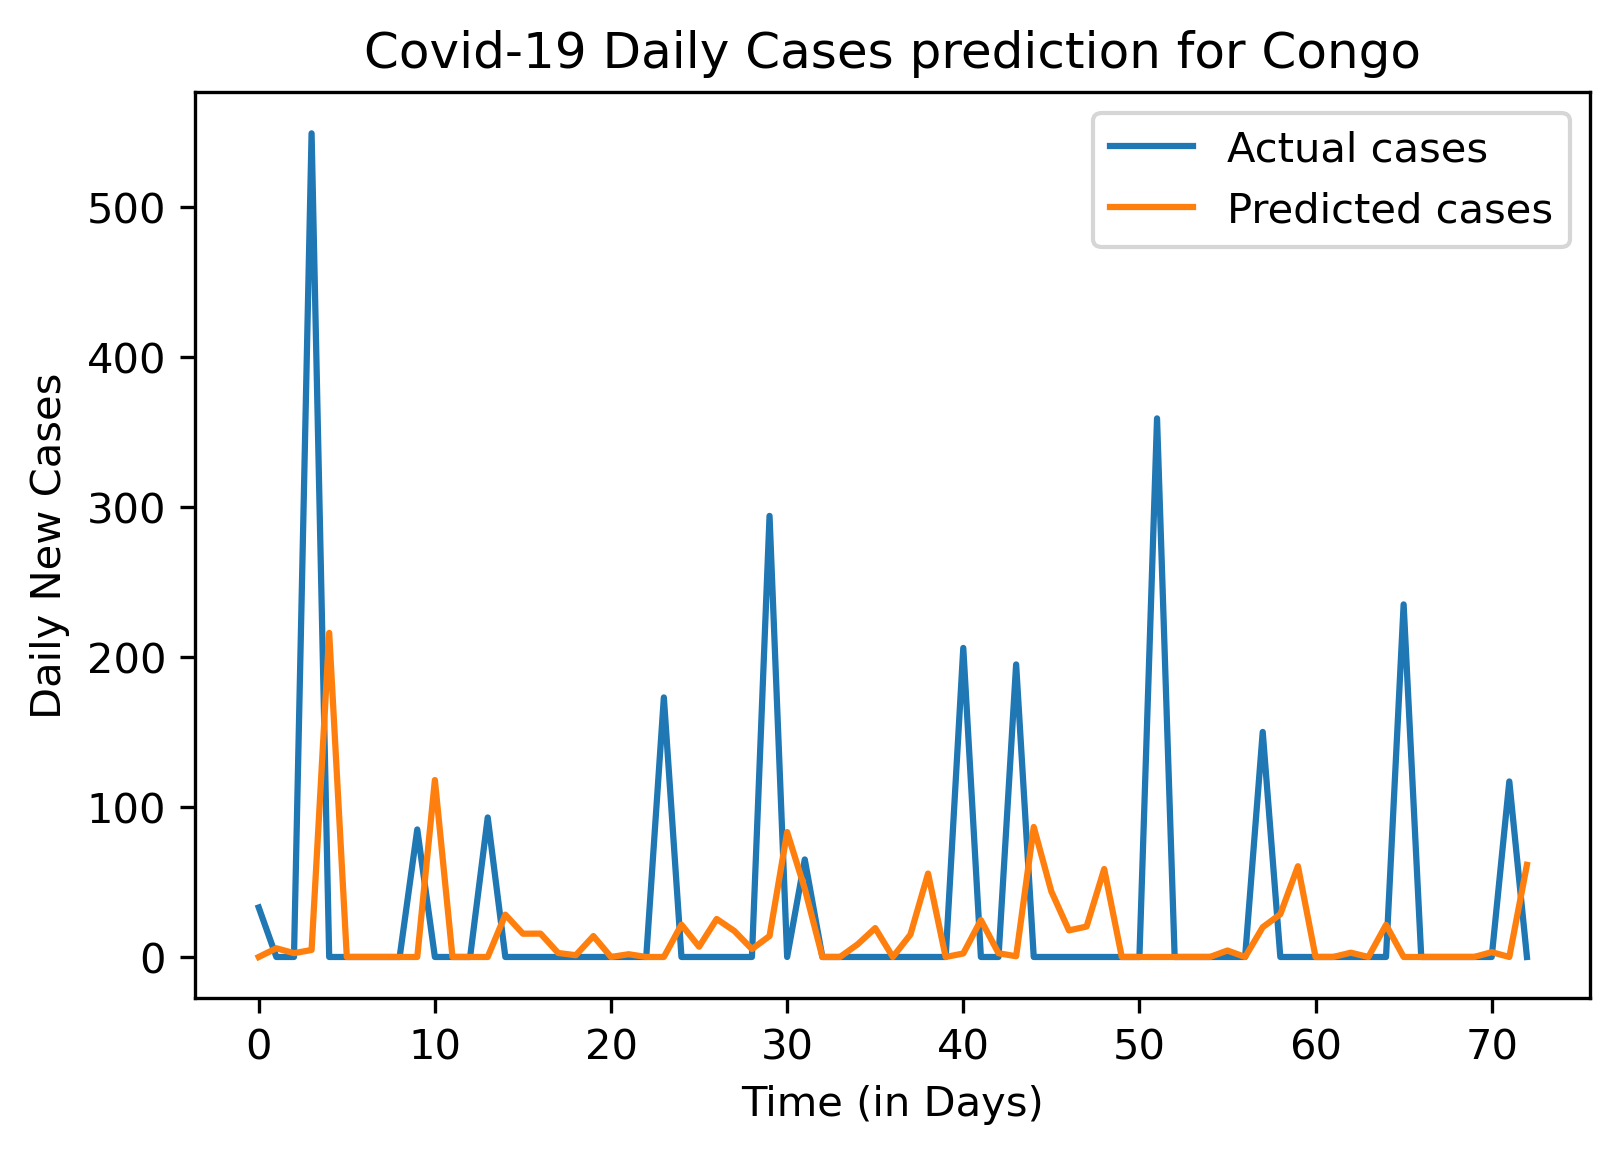 Covid-19 Daily Cases prediction for Congo
Actual cases
Predicted cases
Daily New Cases
500
400
300
200
100
0
0 10 20 30 40 50 60 70
Time (in Days)